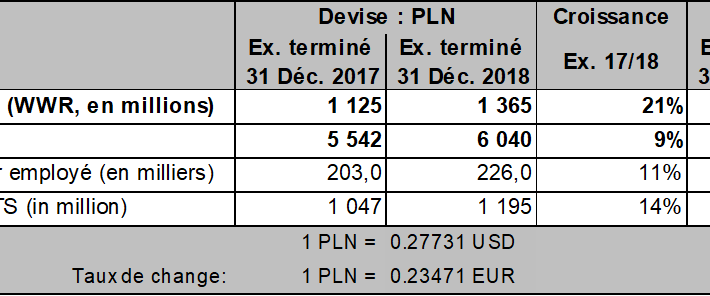 Devise : PLN Croissance
Ex. terminé Ex. terminé
31 Déc. 2017 31 Déc. 2018 Ex. 17/18
(WWR, en millions) 1 125 1 365 21%
5 542 6 040 9%
employé (en milliers) 203,0 226,0 11%
TS (in million) 1 047 1 195 14%
1 PLN = 0.27731 USD
Taux de change: 1 PLN = 0.23471 EUR